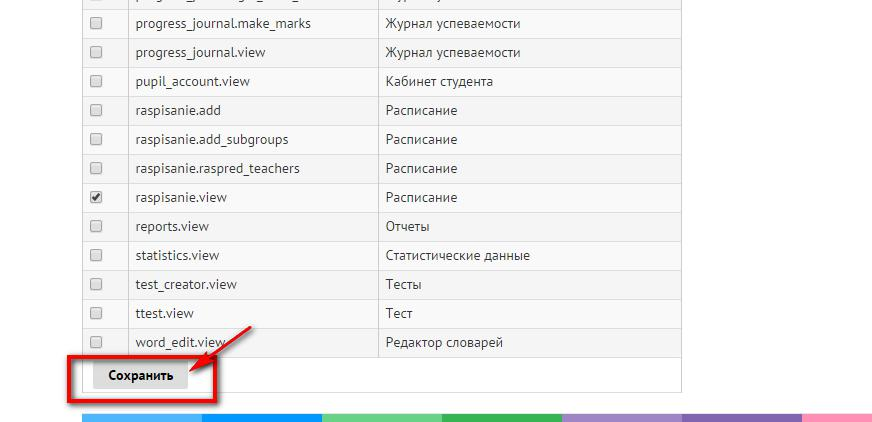 progress_journal.make_marks Журнал успеваемости
progress_journal.view Журнал успеваемости
pupil_account.view Кабинет студента
raspisanie.add Расписание
raspisanie.add_subgroups Расписание
raspisanie.raspred_teachers Расписание
raspisanie.view Расписание
reports.view Отчеты
statistics.view Статистические данные
test_creator.view Тесты
ttest.view Тест
word_edit.view Редактор словарей
Сохранить